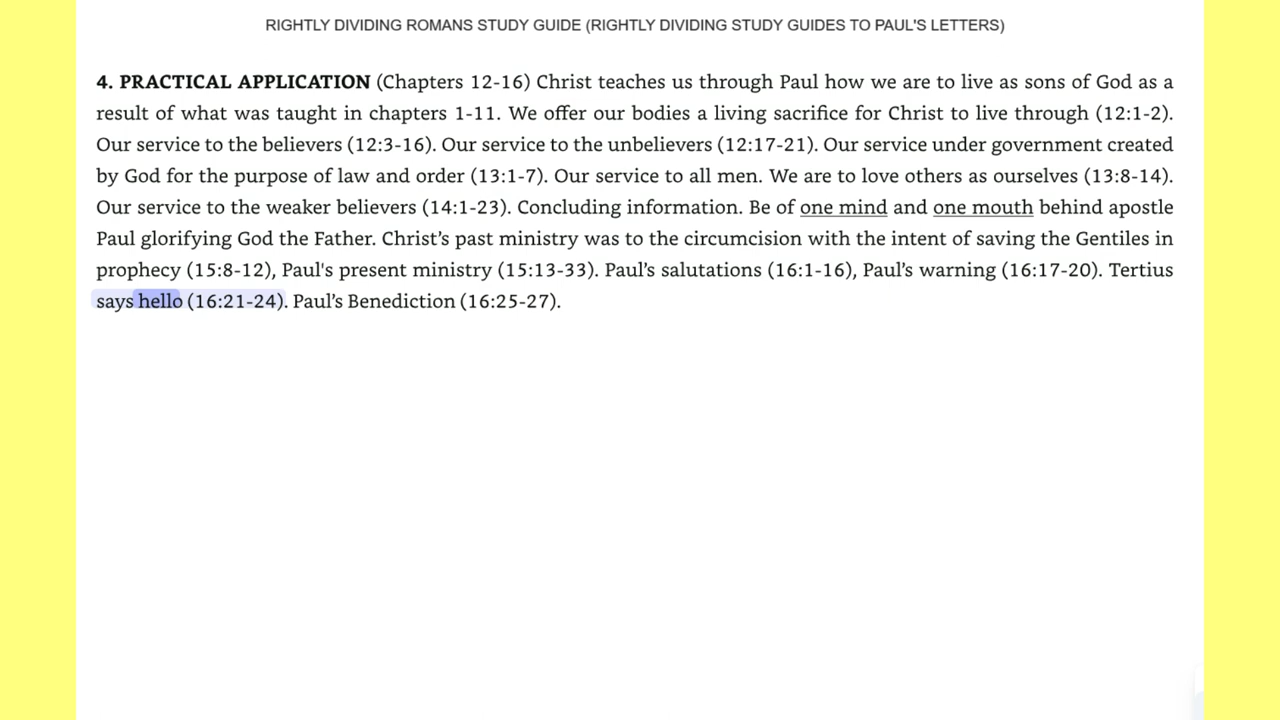 RIGHTLY DIVIDING ROMANS STUDY GUIDE (RIGHTLY DIVIDING STUDY GUIDES TO PAUL'S LETTERS)
4. PRACTICAL APPLICATION (Chapters 12-16) Christ teaches us through Paul how we are to live as sons of God as a
result of what was taught in chapters 1-11. We offer our bodies a living sacrifice for Christ to live through (12:1-2).
Our service to the believers (12:3-16). Our service to the unbelievers (12:17-21). Our service under government created
by God for the purpose of law and order (13:1-7). Our service to all men. We are to love others as ourselves (13:8-14).
Our service to the weaker believers (14:1-23). Concluding information. Be of one mind and one mouth behind apostle
Paul glorifying God the Father. Christ’s past ministry was to the circumcision with the intent of saving the Gentiles in
prophecy (15:8-12), Paul's present ministry (15:13-33). Paul’s salutations (16:1-16), Paul’s warning (16:17-20). Tertius
says hello (16:21-24). Paul’s Benediction (16:25-27).